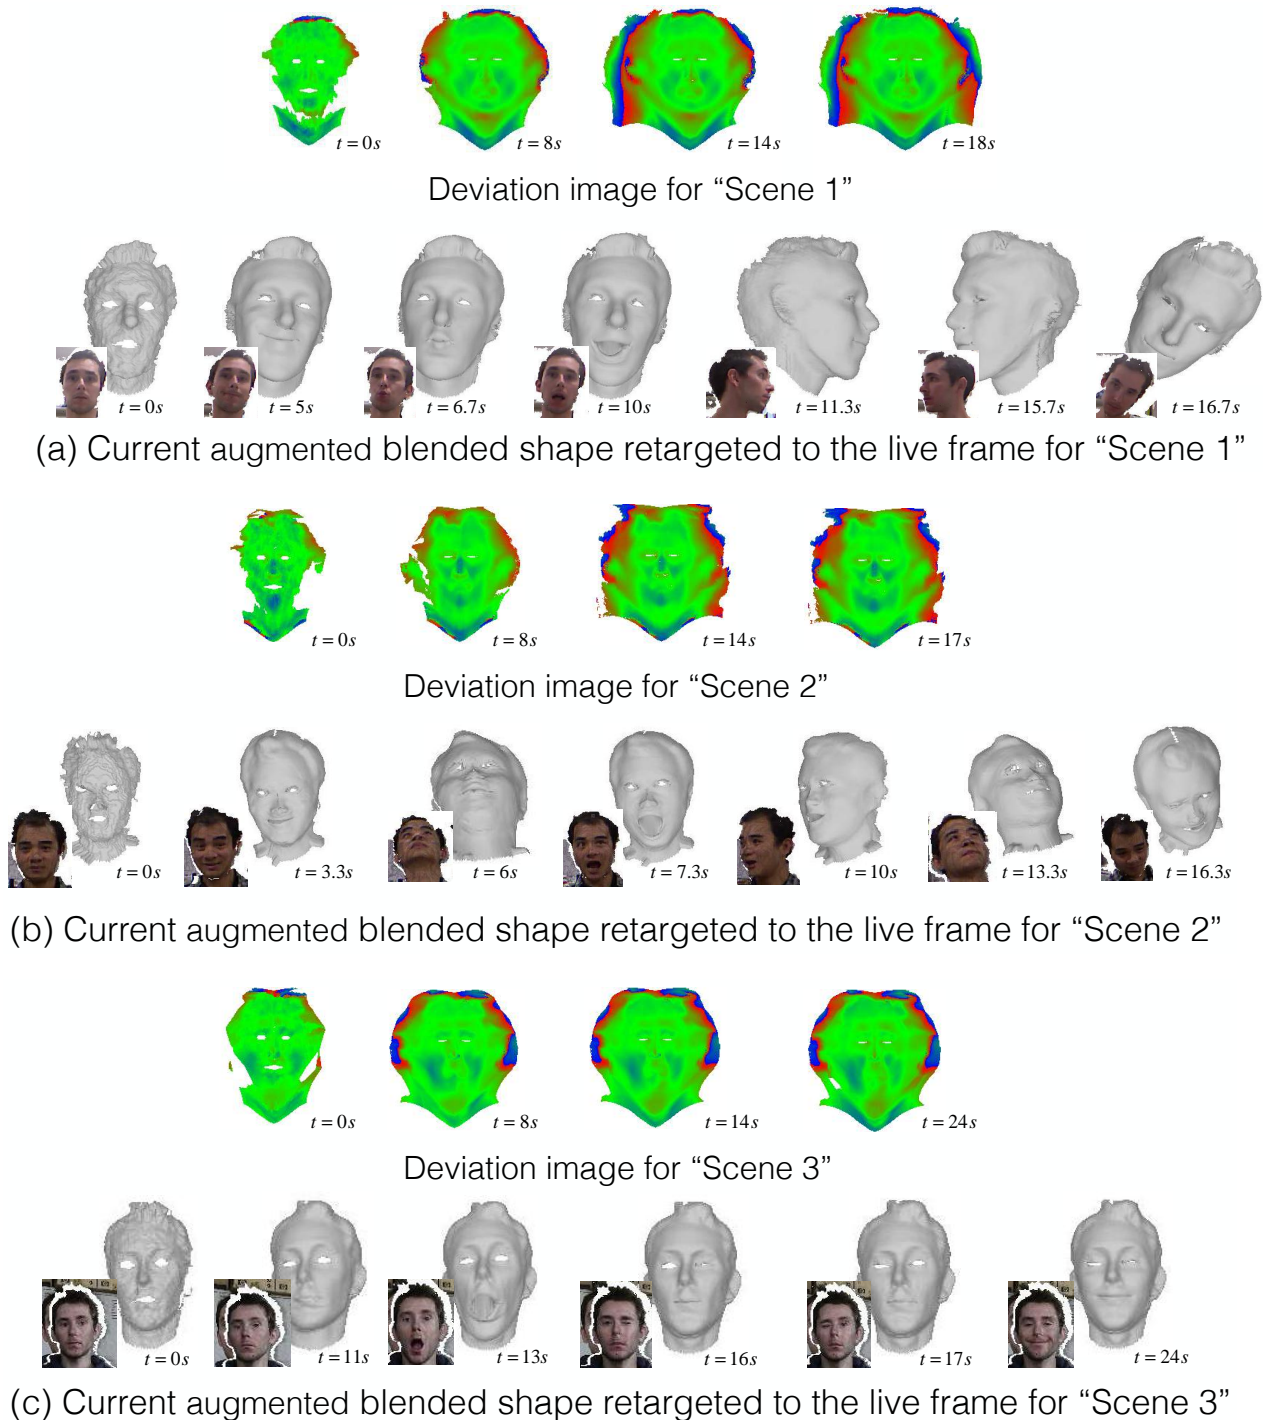 t = 0s t = 8s t = 14s t = 18s
Deviation image for “Scene 1”
t = 0s t = 5s t = 6.7s t = 10s t = 11.3s t = 15.7s t = 16.7s
(a) Current augmented blended shape retargeted to the live frame for “Scene 1”
t = 0s t = 8s t = 14s t = 17s
Deviation image for “Scene 2”
t = 0s t = 3.3s t = 6s t = 7.3s t = 10s t = 13.3s t = 16.3s
(b) Current augmented blended shape retargeted to the live frame for “Scene 2”
t = 0s t = 8s t = 14s t = 24s
Deviation image for “Scene 3”
t = 0s t = 11s t = 13s t = 16s t = 17s t = 24s
(c) Current augmented blended shape retargeted to the live frame for “Scene 3”